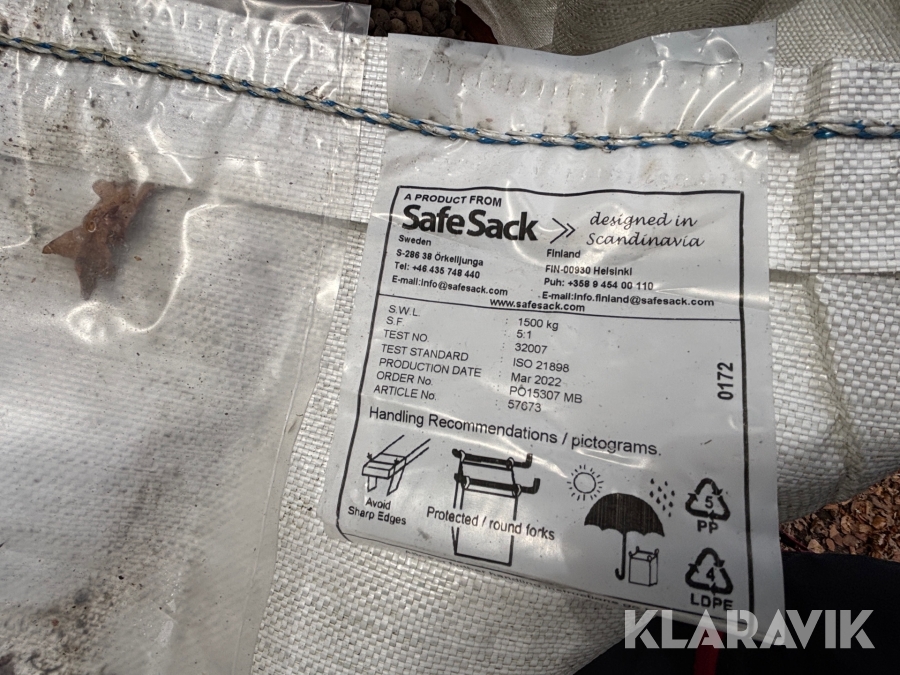 A PRODUCT FROM
SafeSack
designed in
Scandinavia
Sweden
S-286 38 Örkelljunga
Tel: +46 435 748 440
E-mail:info@safesack.com
Finland
FIN-00930 Helsinki
Puh: +358 9 454 00 110
E-mail:info.finland@safesack.com
www.safesack.com
S.W.L. : 1500 kg
S.F : 5:1
TEST NO. : 32007
TEST STANDARD : ISO 21898
PRODUCTION DATE : Mar 2022
ORDER No. : PO15307 MB
ARTICLE No. : 57673
0172
Handling Recommendations / pictograms.
Avoid
Sharp Edges
Protected / round forks
5
PP
4
LDPE
KLARAVIK